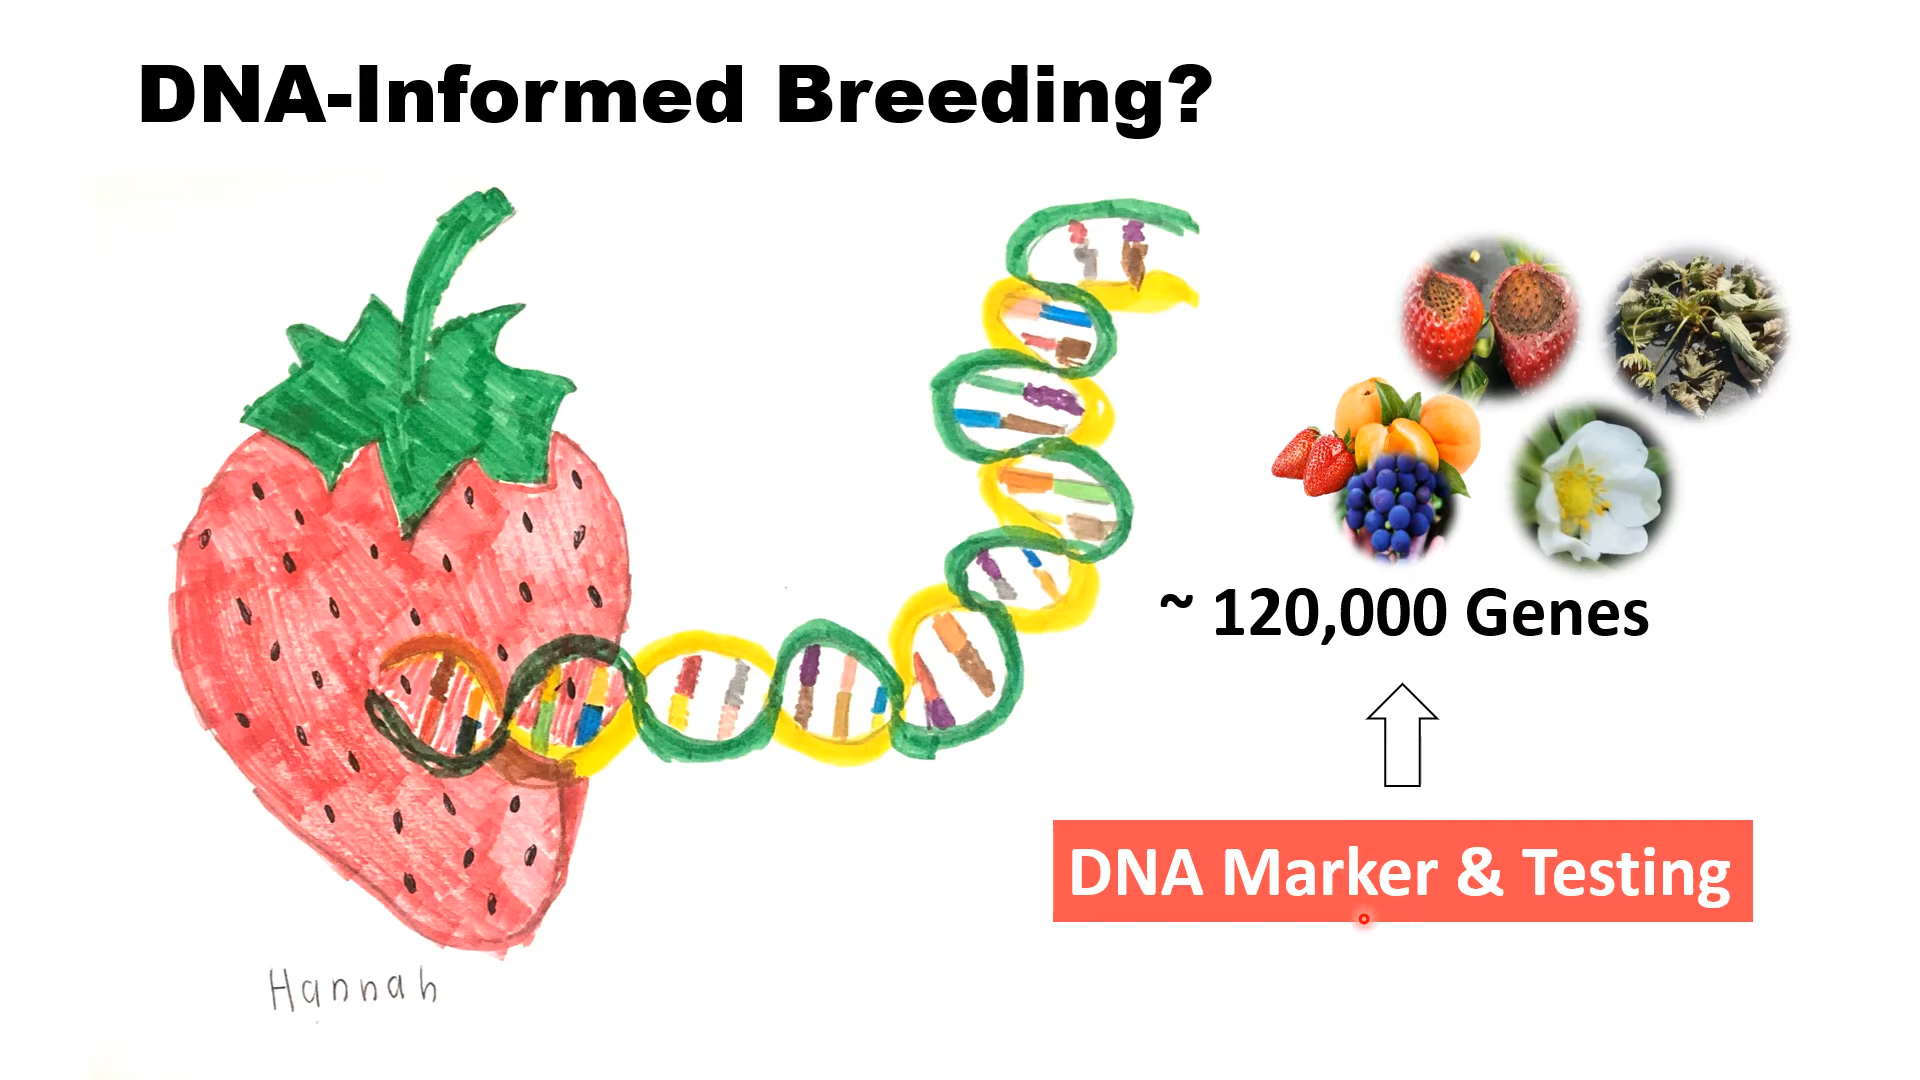 DNA-Informed Breeding?
~ 120,000 Genes
DNA Marker & Testing
Hannah